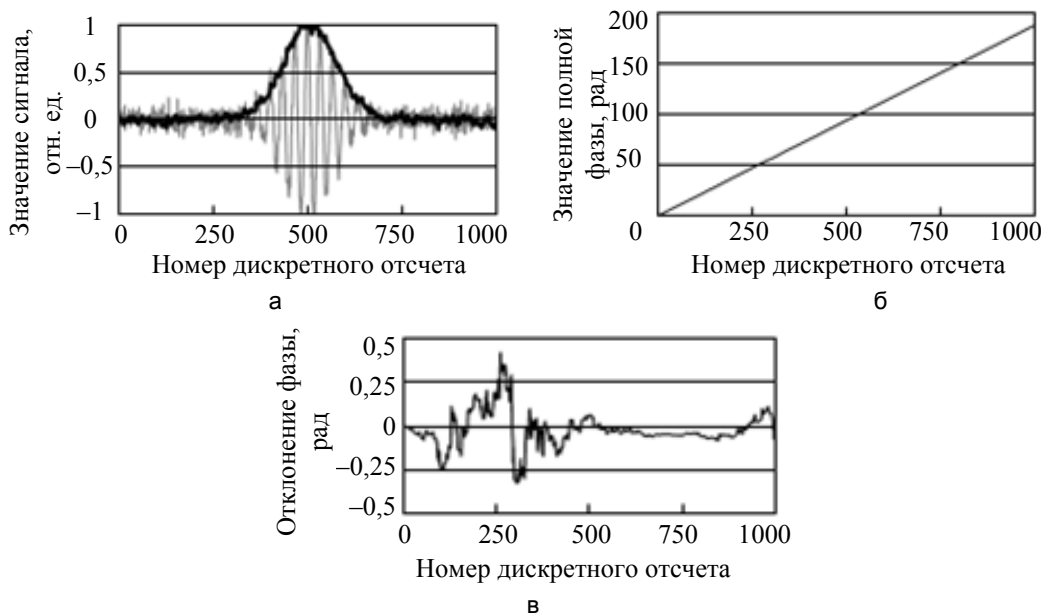 Значение сигнала,
отн. ед.
1
0,5
0
–0,5
–1
0 250 500 750 1000
Номер дискретного отсчета
а
Значение полной
фазы, рад
200
150
100
50
0
250 500 750 1000
Номер дискретного отсчета
б
Отклонение фазы,
рад
0,5
0,25
0
–0,25
–0,5
0 250 500 750 1000
Номер дискретного отсчета
в